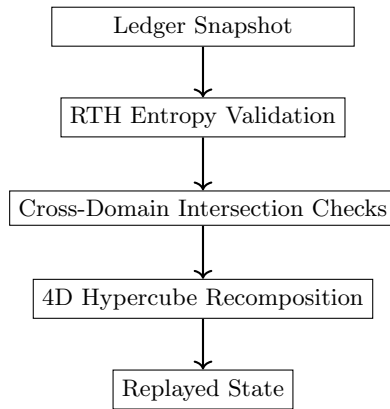 Ledger Snapshot
RTH Entropy Validation
Cross-Domain Intersection Checks
4D Hypercube Recomposition
Replayed State